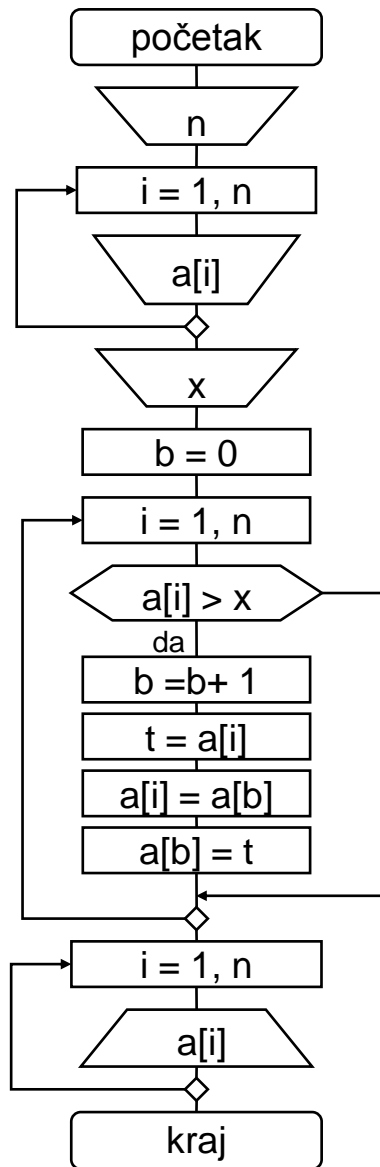 početak
n
i = 1, n
a[i]
x
b = 0
i = 1, n
a[i] > x
da
b =b+ 1
t = a[i]
a[i] = a[b]
a[b] = t
i = 1, n
a[i]
kraj